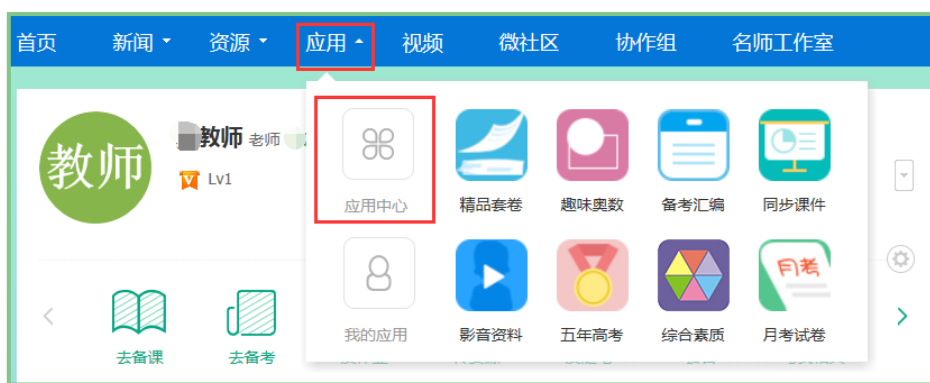 首页 新闻 资源 应用 视频 微社区 协作组 名师工作室
教师
教师 老师
Lv1
应用中心 精品套卷 趣味奥数 备考汇编 同步课件
月考
我的应用 影音资料 五年高考 综合素质 月考试卷
去备课 去备考